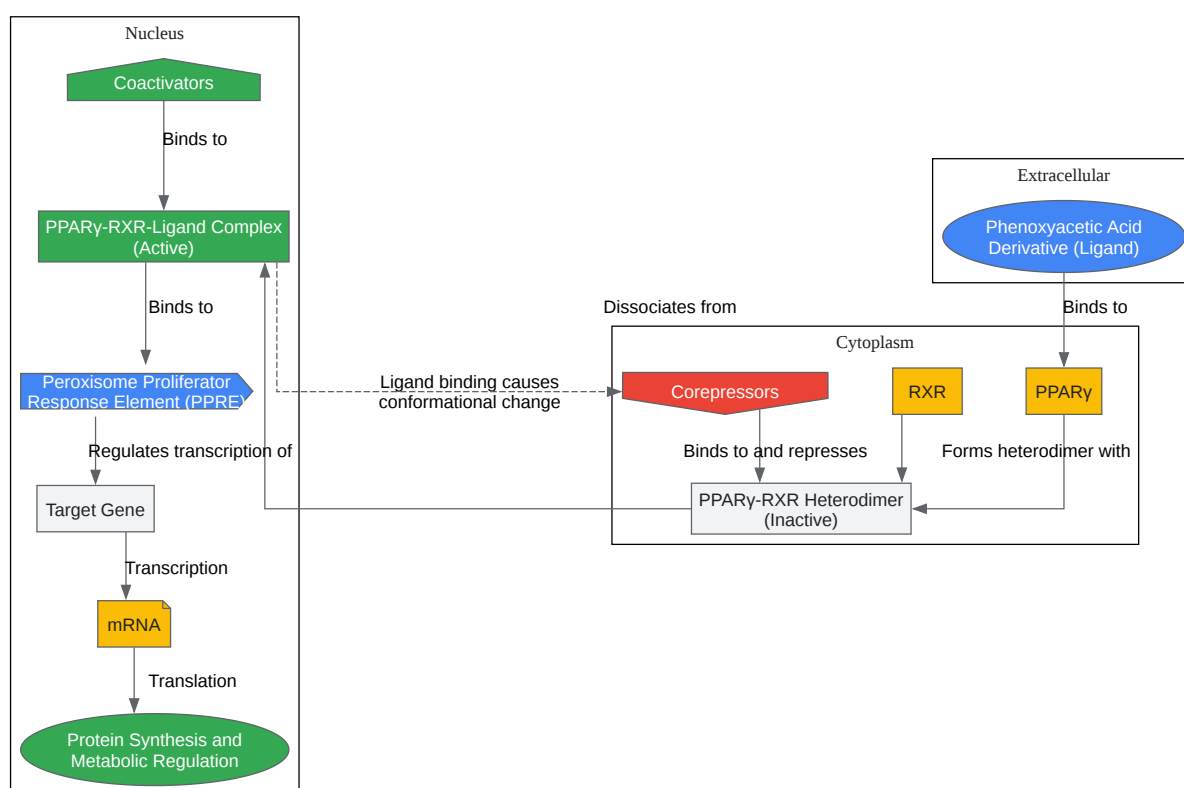 Nucleus
Coactivators
Binds to
PPARγ-RXR-Ligand Complex
(Active)
Binds to
Peroxisome Proliferator
Response Element (PPRE)
Regulates transcription of
Target Gene
Transcription
mRNA
Translation
Protein Synthesis and
Metabolic Regulation
Ligand binding causes
conformational change
Dissociates from
Extracellular
Phenoxyacetic Acid
Derivative (Ligand)
Binds to
Cytoplasm
Corepressors
RXR
PPARγ
Binds to and represses
Forms heterodimer with
PPARγ-RXR Heterodimer
(Inactive)